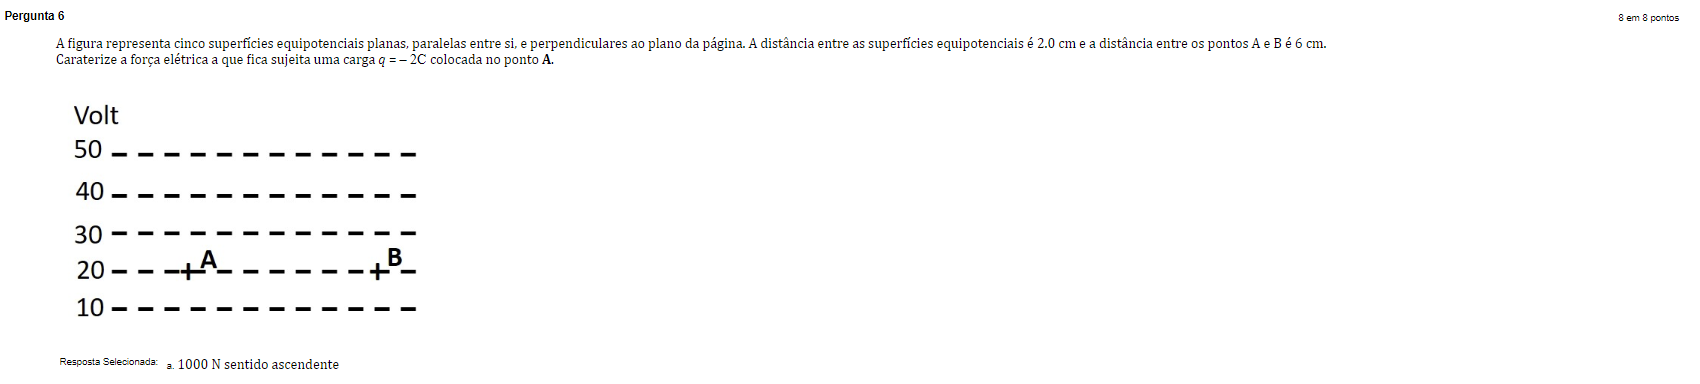 Pergunta 6
8 em 8 pontos
A figura representa cinco superfícies equipotenciais planas, paralelas entre si, e perpendiculares ao plano da página. A distância entre as superfícies equipotenciais é 2.0 cm e a distância entre os pontos A e B é 6 cm.
Caraterize a força elétrica a que fica sujeita uma carga q = – 2C colocada no ponto A.
Volt
50
40
30
A B
20
10
Resposta Selecionada: a. 1000 N sentido ascendente